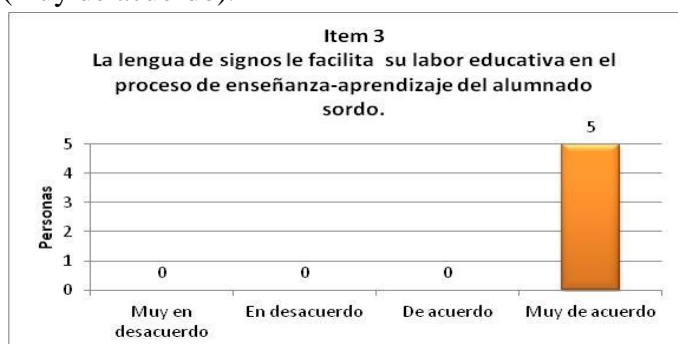 (muy de acuerdo).
Item 3
La lengua de signos le facilita su labor educativa en el
proceso de enseñanza-aprendizaje del alumnado
sordo.
5
5
4
3
2
1
0
Personas
0 0 0
Muy en desacuerdo
En desacuerdo
De acuerdo
Muy de acuerdo